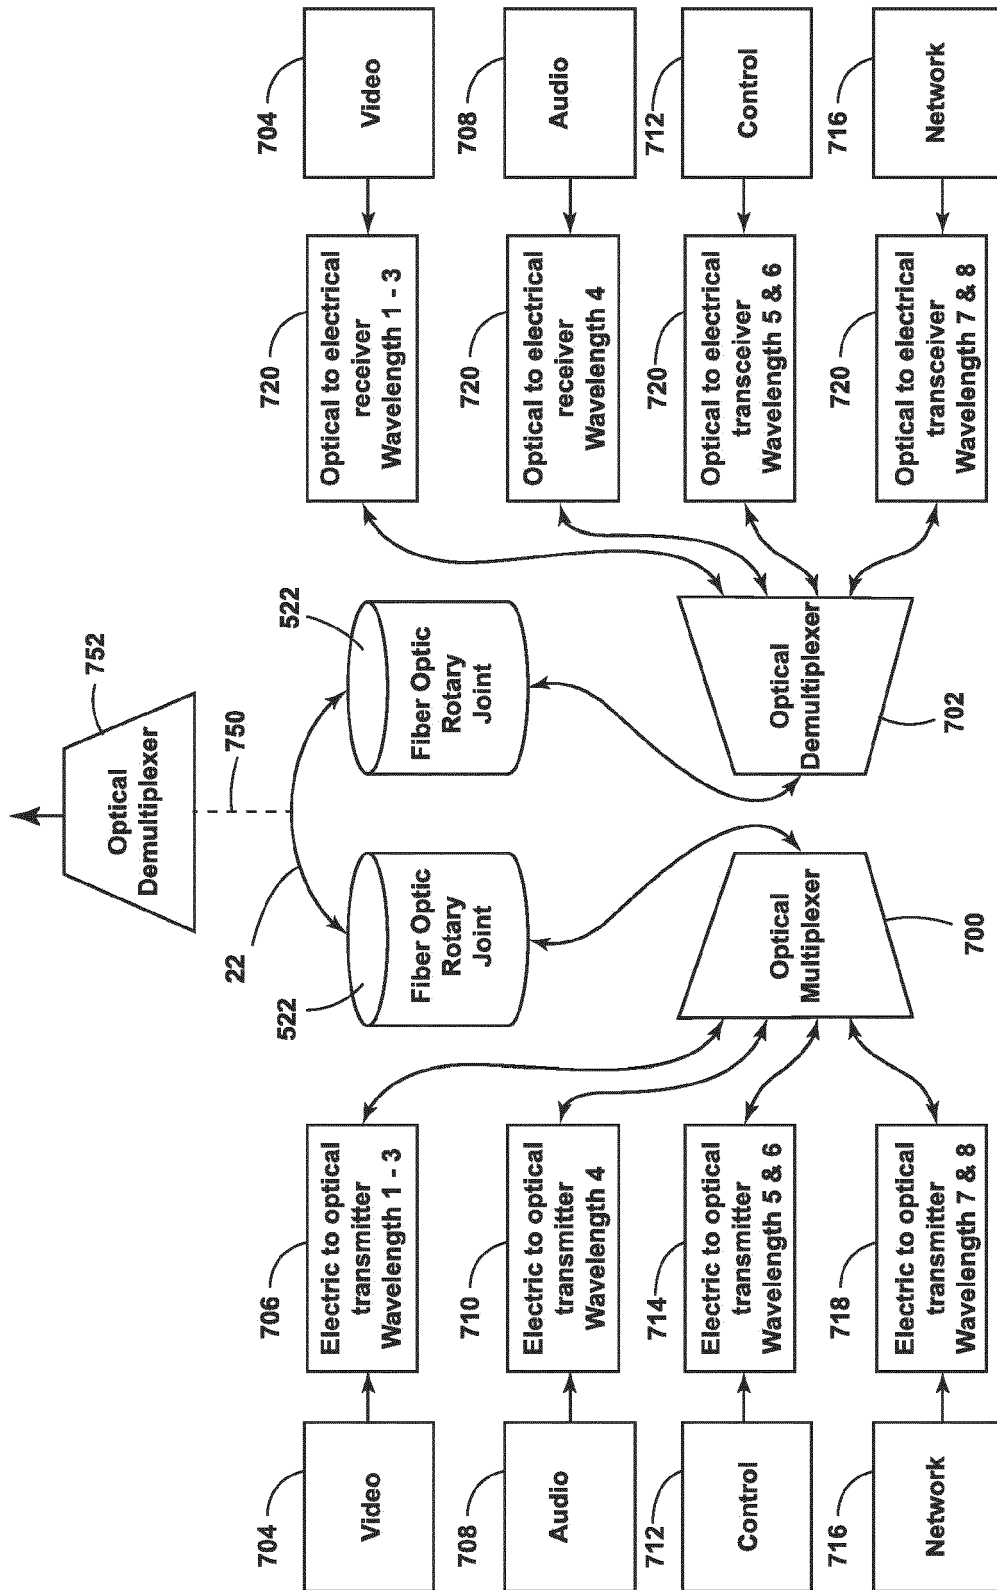 704
Video
708
Audio
712
Control
716
Network
706
Electric to optical
transmitter
Wavelength 1 - 3
710
Electric to optical
transmitter
Wavelength 4
714
Electric to optical
transmitter
Wavelength 5 & 6
718
Electric to optical
transmitter
Wavelength 7 & 8
700
Optical
Multiplexer
522
Fiber Optic
Rotary
Joint
22
750
752
Optical
Demultiplexer
522
Fiber Optic
Rotary
Joint
702
Optical
Demultiplexer
720
Optical to electrical
receiver
Wavelength 1 - 3
720
Optical to electrical
receiver
Wavelength 4
720
Optical to electrical
transceiver
Wavelength 5 & 6
720
Optical to electrical
transceiver
Wavelength 7 & 8
704
Video
708
Audio
712
Control
716
Network